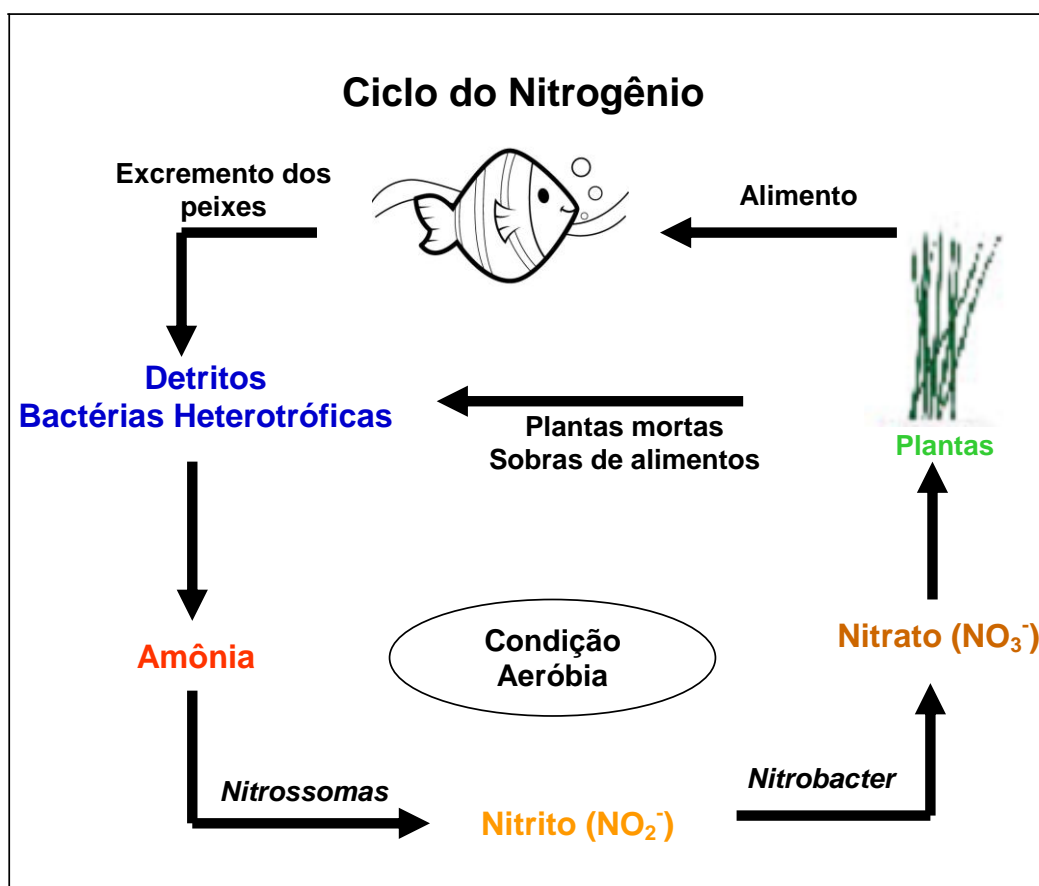 Ciclo do Nitrogênio
Excremento dos
peixes
Alimento
Detritos
Bactérias Heterotróficas
Plantas mortas
Sobras de alimentos
Plantas
Amônia
Condição
Aeróbia
Nitrato (NO₃⁻)
Nitrossomas
Nitrito (NO₂⁻)
Nitrobacter